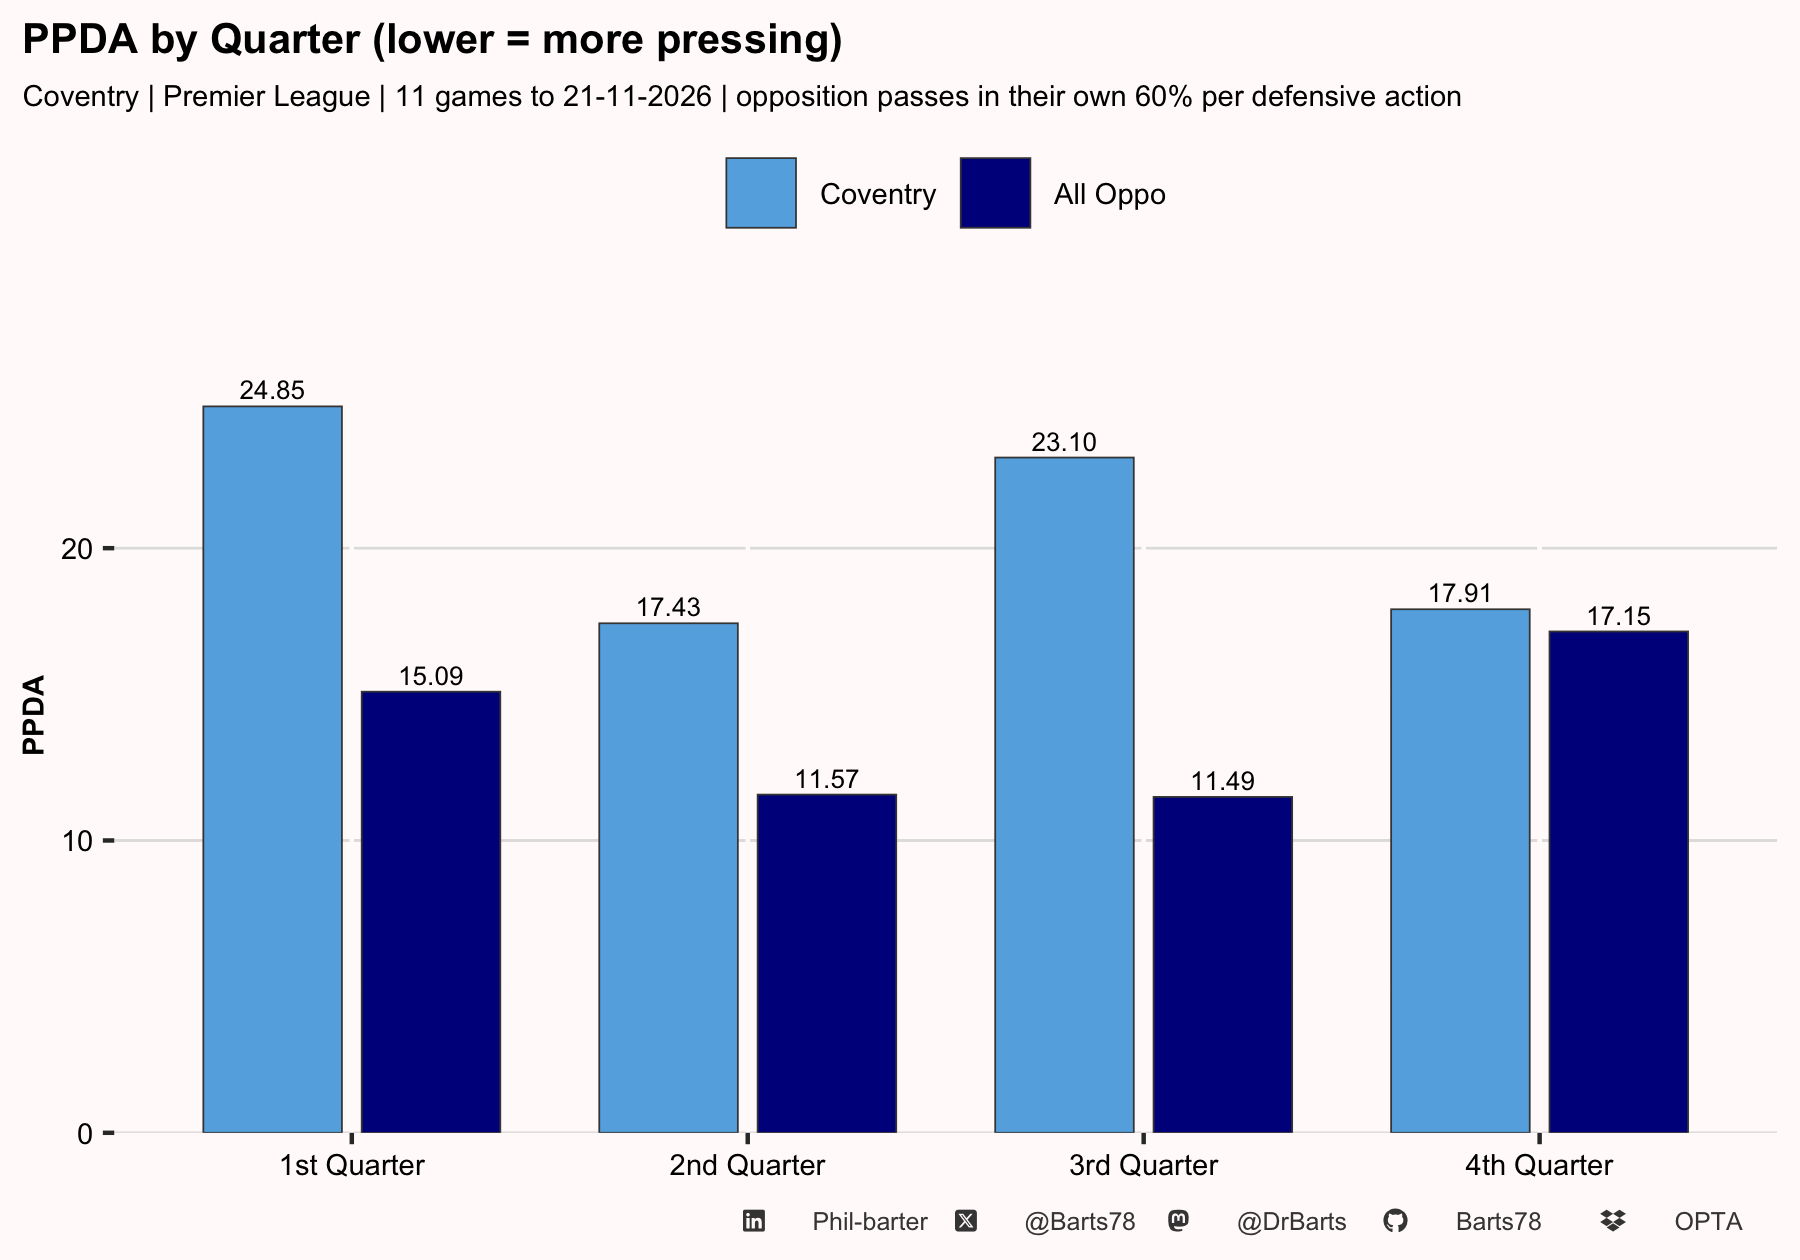 PPDA by Quarter (lower = more pressing)
Coventry | Premier League | 11 games to 21-11-2026 | opposition passes in their own 60% per defensive action
Coventry All Oppo
24.85
23.10
20
17.43
17.91
17.15
15.09
11.57
11.49
10
0
PPDA
1st Quarter 2nd Quarter 3rd Quarter 4th Quarter
Phil-barter @Barts78 @DrBarts Barts78 OPTA